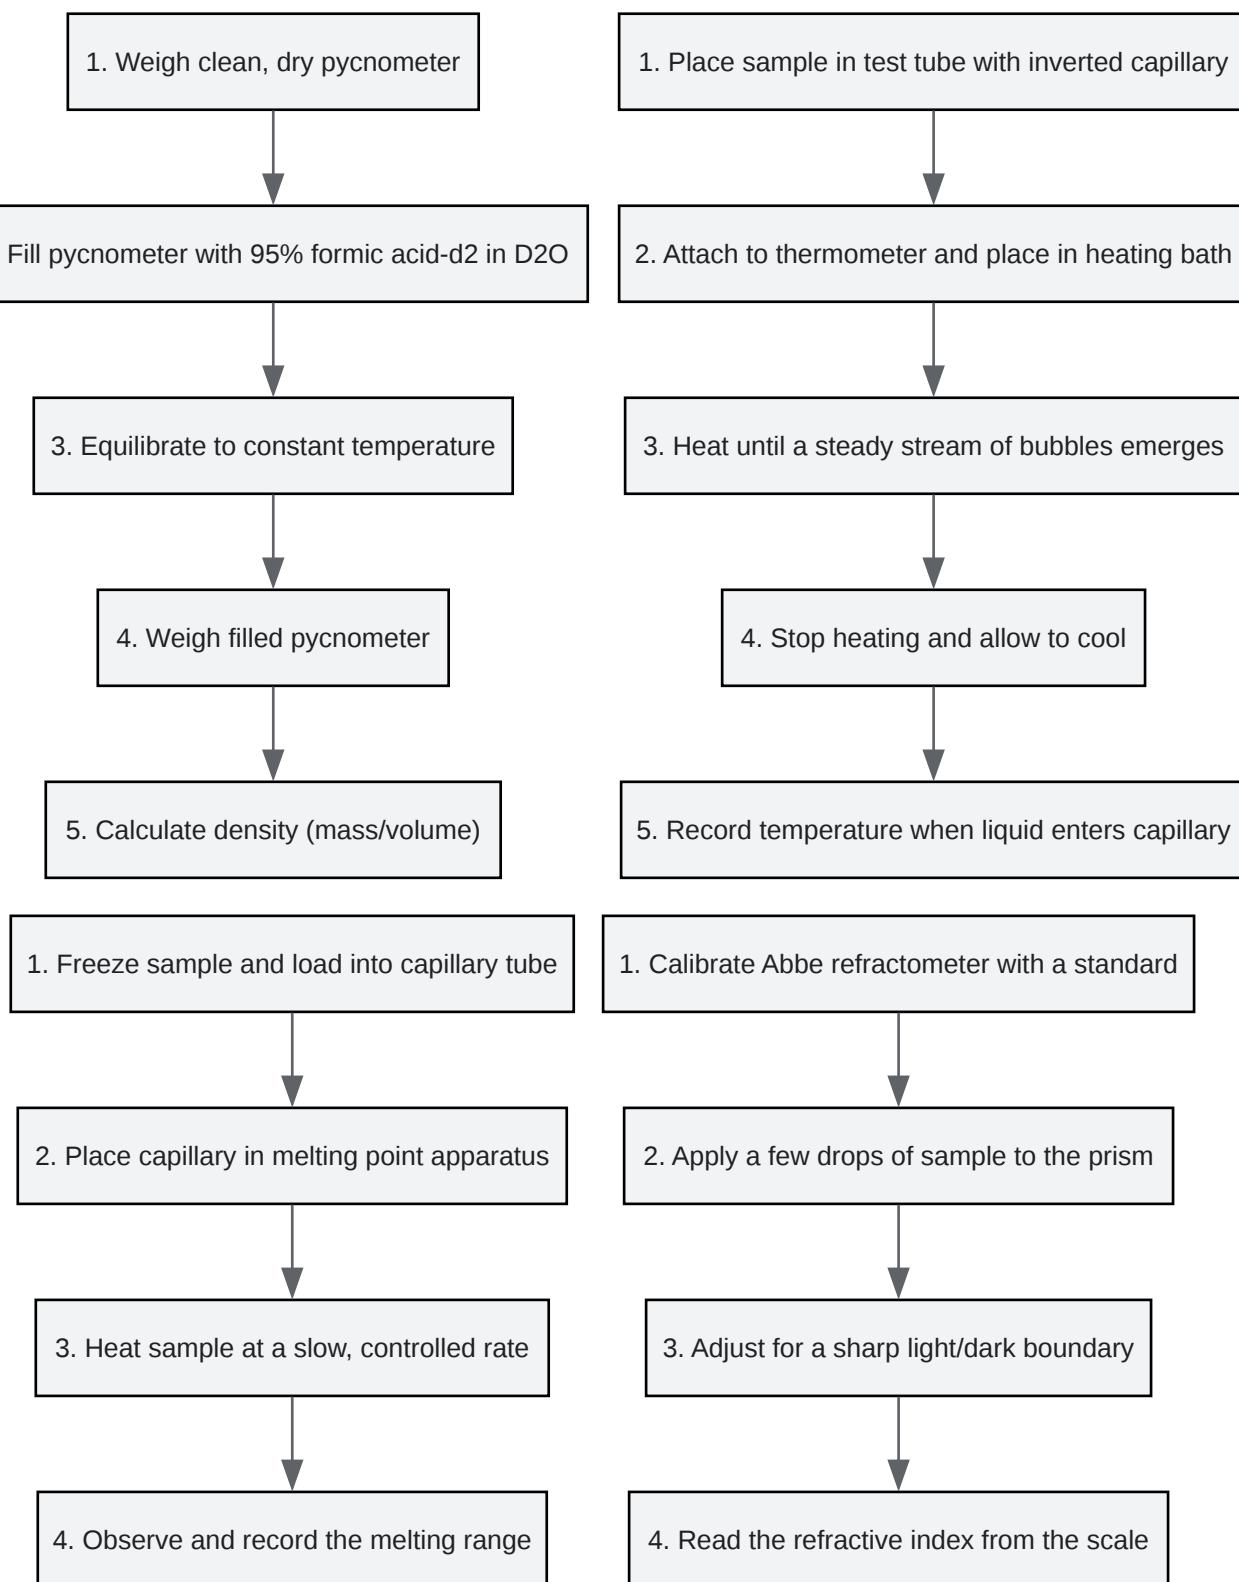 1. Weigh clean, dry pycnometer
Fill pycnometer with 95% formic acid-d2 in D2O
3. Equilibrate to constant temperature
4. Weigh filled pycnometer
5. Calculate density (mass/volume)
1. Place sample in test tube with inverted capillary
2. Attach to thermometer and place in heating bath
3. Heat until a steady stream of bubbles emerges
4. Stop heating and allow to cool
5. Record temperature when liquid enters capillary
1. Freeze sample and load into capillary tube
2. Place capillary in melting point apparatus
3. Heat sample at a slow, controlled rate
4. Observe and record the melting range
1. Calibrate Abbe refractometer with a standard
2. Apply a few drops of sample to the prism
3. Adjust for a sharp light/dark boundary
4. Read the refractive index from the scale